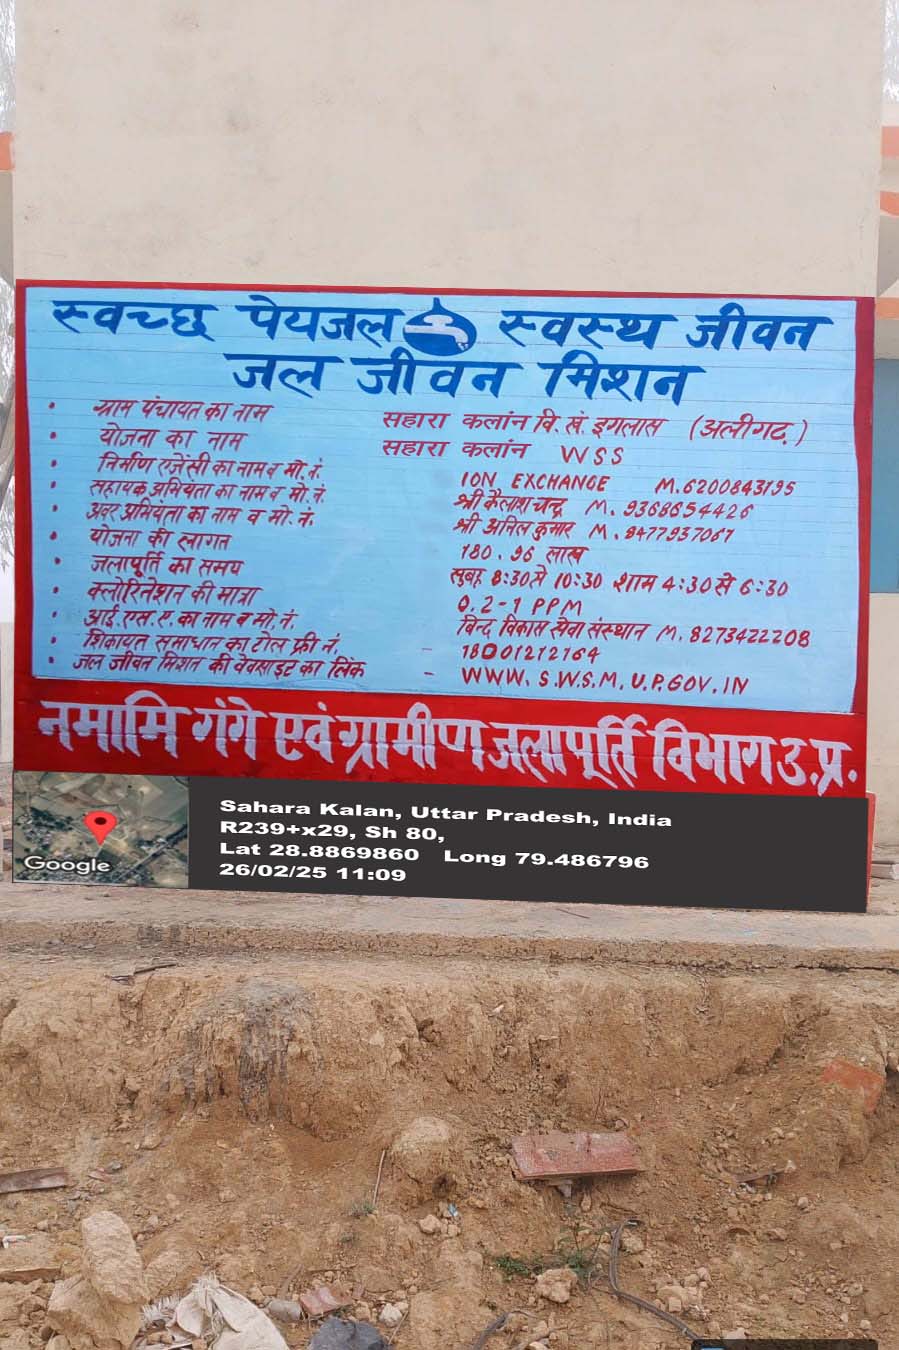 स्वच्छ पेयजल स्वस्थ जीवन
जल जीवन मिशन
• ग्राम पंचायत का नाम सहारा कलांन वि.खं. इगलास (अलीगढ़)
• योजना का नाम सहारा कलांन WSS
• निर्माण एजेंसी का नाम व मो. नं. ION EXCHANGE M.6200843195
• सहायक अभियंता का नाम व मो. नं. श्री कैलाश चन्द्र M. 9368654426
• अवर अभियंता का नाम व मो. नं. श्री अनिल कुमार M. 8477937067
• योजना की लागत 180.96 लाख
• जलापूर्ति का समय सुबह 8:30 से 10:30 शाम 4:30 से 6:30
• क्लोरिनेशन की मात्रा 0.2-1 PPM
• आई.एस.ए. का नाम व मो. नं. विन्द विकास सेवा संस्थान M. 8273422208
• शिकायत समाधान का टोल फ्री नं. - 18001212164
• जल जीवन मिशन की वेबसाइट का लिंक - WWW.S.W.S.M.U.P.GOV.IN
नमामि गंगे एवं ग्रामीण जलापूर्ति विभाग उ.प्र.
Google
Sahara Kalan, Uttar Pradesh, India
R239+x29, Sh 80,
Lat 28.8869860 Long 79.486796
26/02/25 11:09